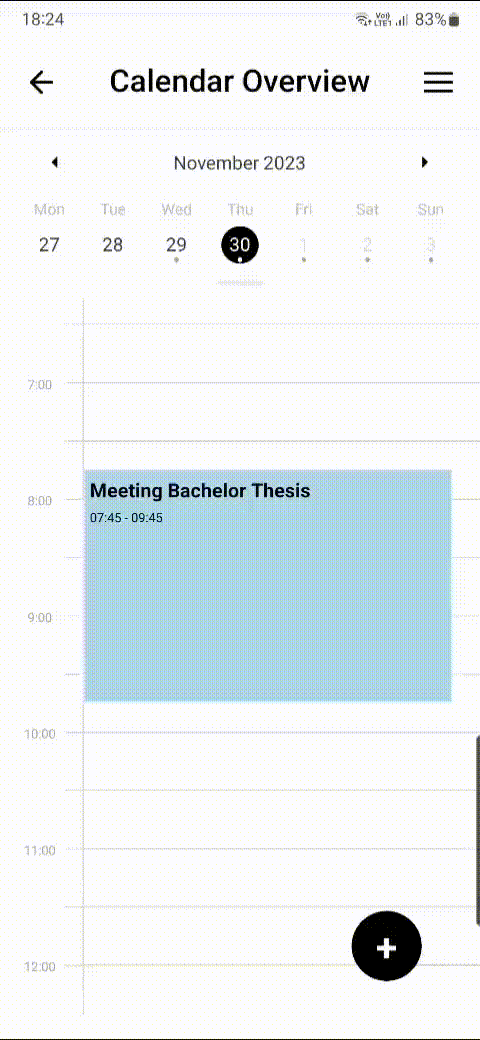 18:24 Vo) LTE1 83%
Calendar Overview
November 2023
Mon Tue Wed Thu Fri Sat Sun
27 28 29 30 1 2 3
7:00
8:00
Meeting Bachelor Thesis
07:45 - 09:45
9:00
10:00
11:00
+
12:00